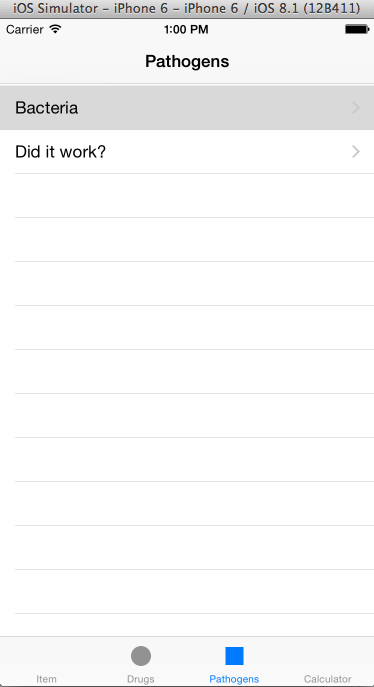 iOS Simulator - iPhone 6 - iPhone 6 / iOS 8.1 (12B411)
Carrier 1:00 PM
Pathogens
Bacteria
Did it work?
Item Drugs Pathogens Calculator